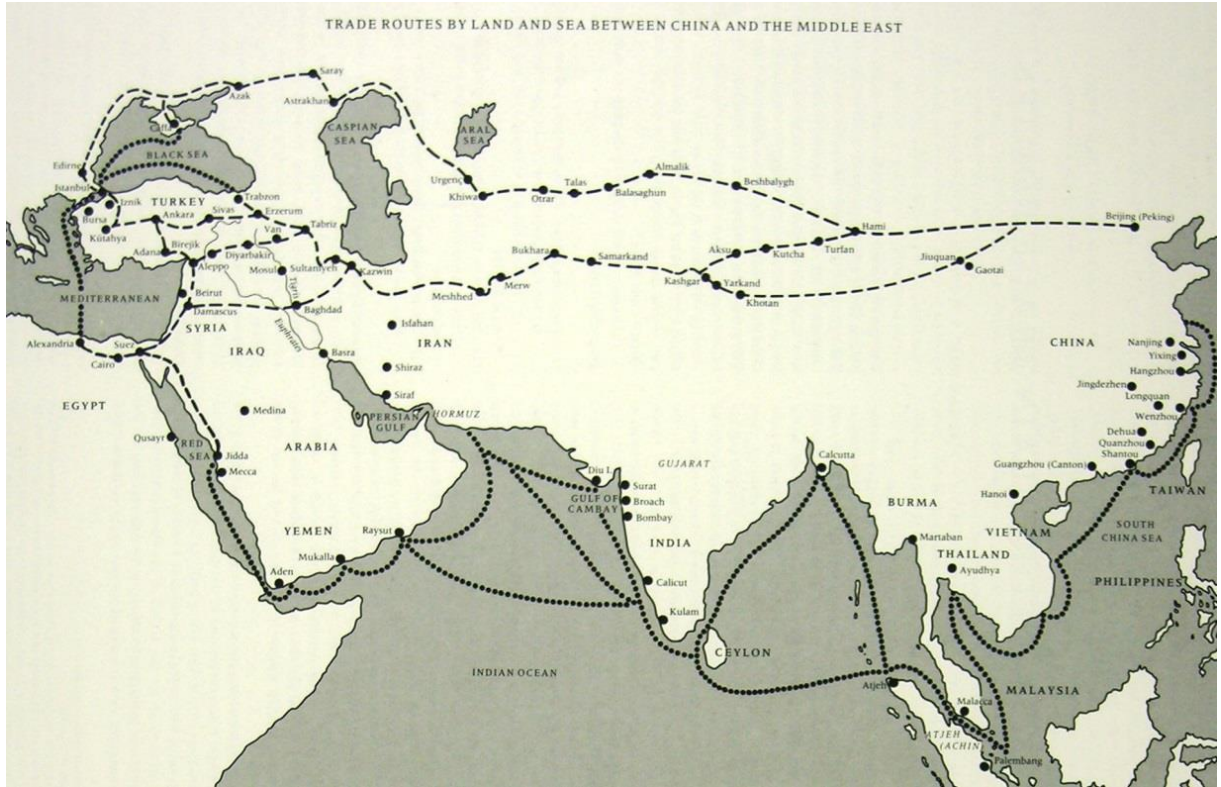 TRADE ROUTES BY LAND AND SEA BETWEEN CHINA AND THE MIDDLE EAST
Saray
Azak
Astrakhan
Caffa
CASPIAN
SEA
ARAL
SEA
BLACK SEA
Edirne
Istanbul
Iznik
Bursa
Kütahya
TURKEY
Ankara
Sivas
Trabzon
Erzerum
Van
Tabriz
Adana
Birejik
Diyarbakir
Aleppo
Mosul
Sultaniyeh
Kazwin
Tigris
Euphrates
Urgenç
Khiwa
Otrar
Talas
Balasaghun
Almalik
Beshbalygh
Hami
Beijing (Peking)
Bukhara
Samarkand
Aksu
Kutcha
Turfan
Kashgar
Yarkand
Khotan
Jiuquan
Gaotai
Meshhed
Merw
MEDITERRANEAN
Beirut
Damascus
Baghdad
SYRIA
Alexandria
Suez
Cairo
IRAQ
Basra
Isfahan
IRAN
Shiraz
Siraf
EGYPT
Medina
PERSIAN
GULF
HORMUZ
Qusayr
RED
SEA
Jidda
Mecca
ARABIA
YEMEN
Mukalla
Raysut
Aden
Diu I.
GULF OF
CAMBAY
GUJARAT
Surat
Broach
Bombay
INDIA
Calicut
Kulam
CEYLON
INDIAN OCEAN
Calcutta
BURMA
Martaban
THAILAND
Ayudhya
Hanoi
VIETNAM
CHINA
Nanjing
Yixing
Hangzhou
Jingdezhen
Longquan
Wenzhou
Dehua
Quanzhou
Shantou
Guangzhou (Canton)
TAIWAN
SOUTH
CHINA SEA
PHILIPPINES
MALAYSIA
Atjeh
Malacca
ATJEH
(ACHIN)
Palembang